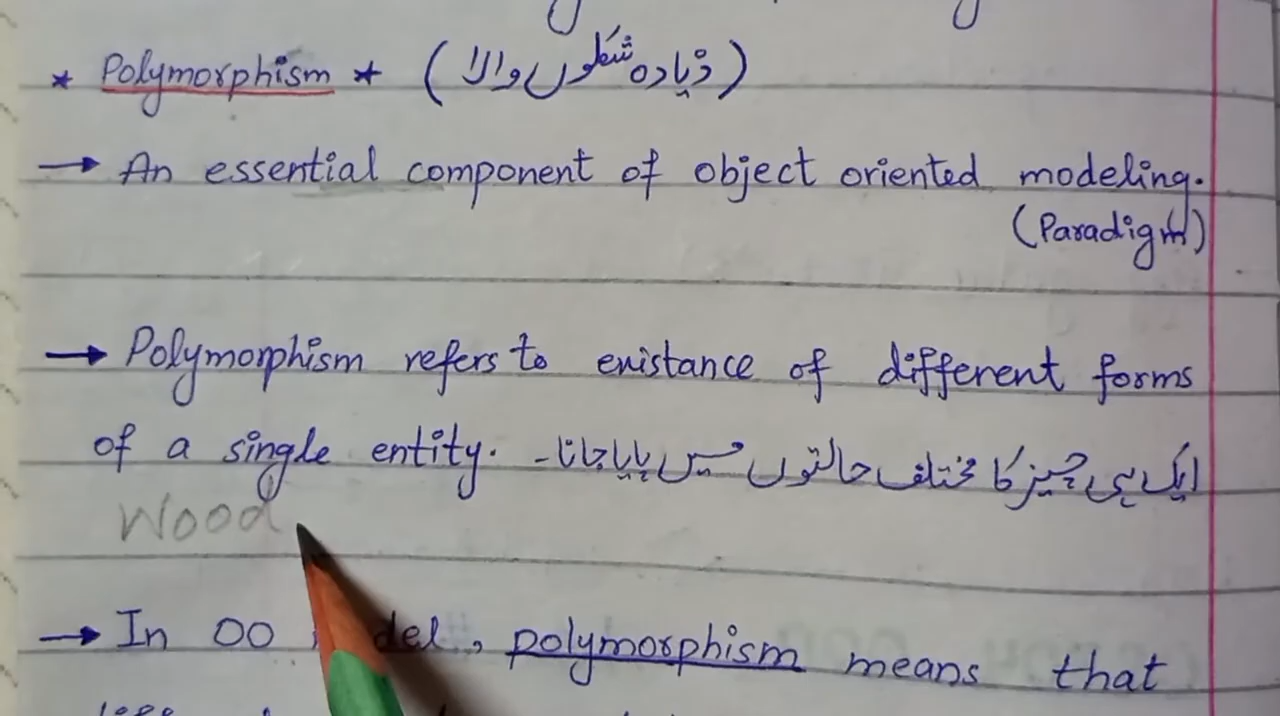 * Polymorphism * (زیادہ شکلوں والا)
→ An essential component of object oriented modeling.
(Paradigm)
→ Polymorphism refers to existance of different forms
of a single entity. ایک ہی چیز کا مختلف حالتوں میں پایا جانا۔
Wood
→ In OO del, polymorphism means that